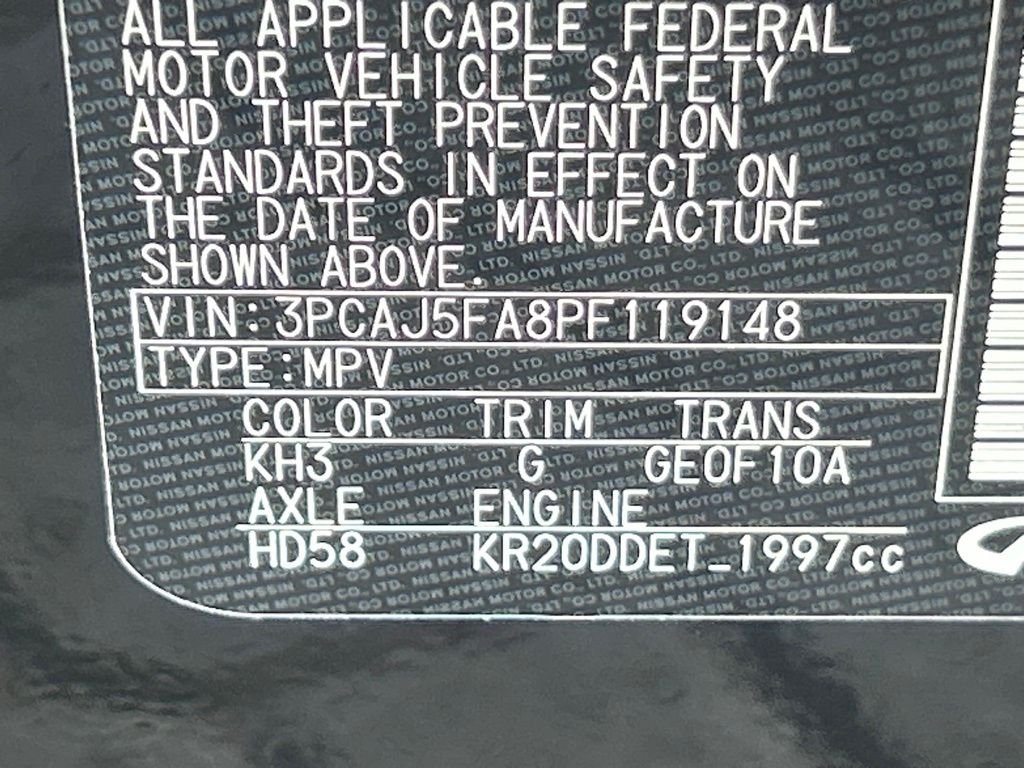 ALL APPLICABLE FEDERAL
MOTOR VEHICLE SAFETY
AND THEFT PREVENTION
STANDARDS IN EFFECT ON
THE DATE OF MANUFACTURE
SHOWN ABOVE.
VIN:3PCAJ5FA8PF119148
TYPE:MPV
COLOR TRIM TRANS
KH3 G GE0F10A
AXLE ENGINE
HD58 KR20DDET_1997cc